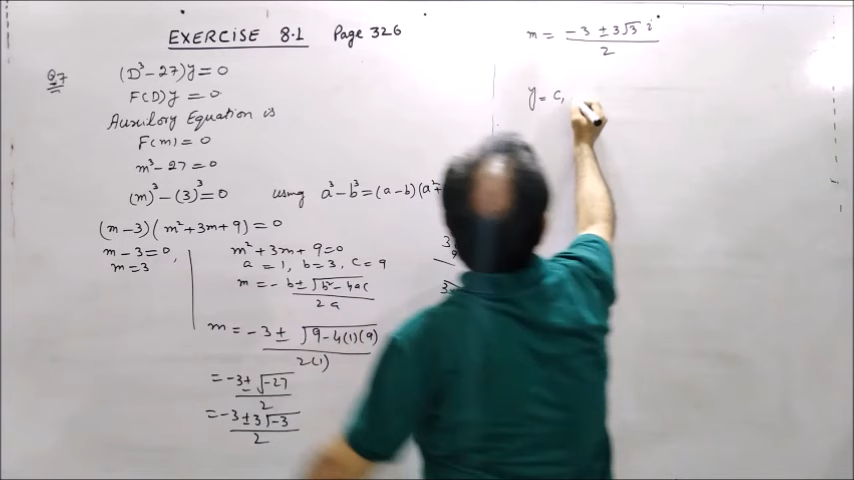 EXERCISE 8.1 Page 326
Q7 (D³-27)y=0
F(D)y = 0
Auxilory Equation is
F(m)=0
m³-27=0
(m)³-(3)³=0 using a³-b³=(a-b)(a²+
(m-3)(m²+3m+9)=0
m-3=0, m²+3m+9=0
m=3 a=1, b=3, c=9
m = -b±√b²-4ac / 2a
m = -3± √9-4(1)(9) / 2(1)
= -3±√-27 / 2
= -3±3√-3 / 2
m = -3 ±3√3 i / 2
y = c₁